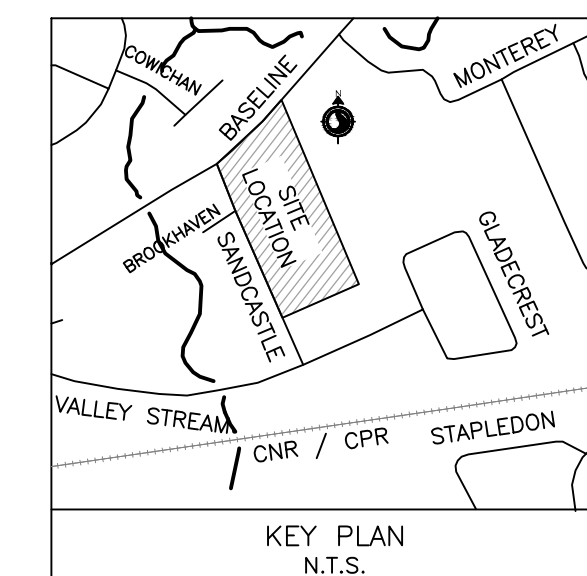 COWICHAN
BASELINE
MONTEREY
N
SITE
LOCATION
BROOKHAVEN
SANDCASTLE
GLADECREST
VALLEY STREAM
CNR / CPR
STAPLEDON
KEY PLAN
N.T.S.